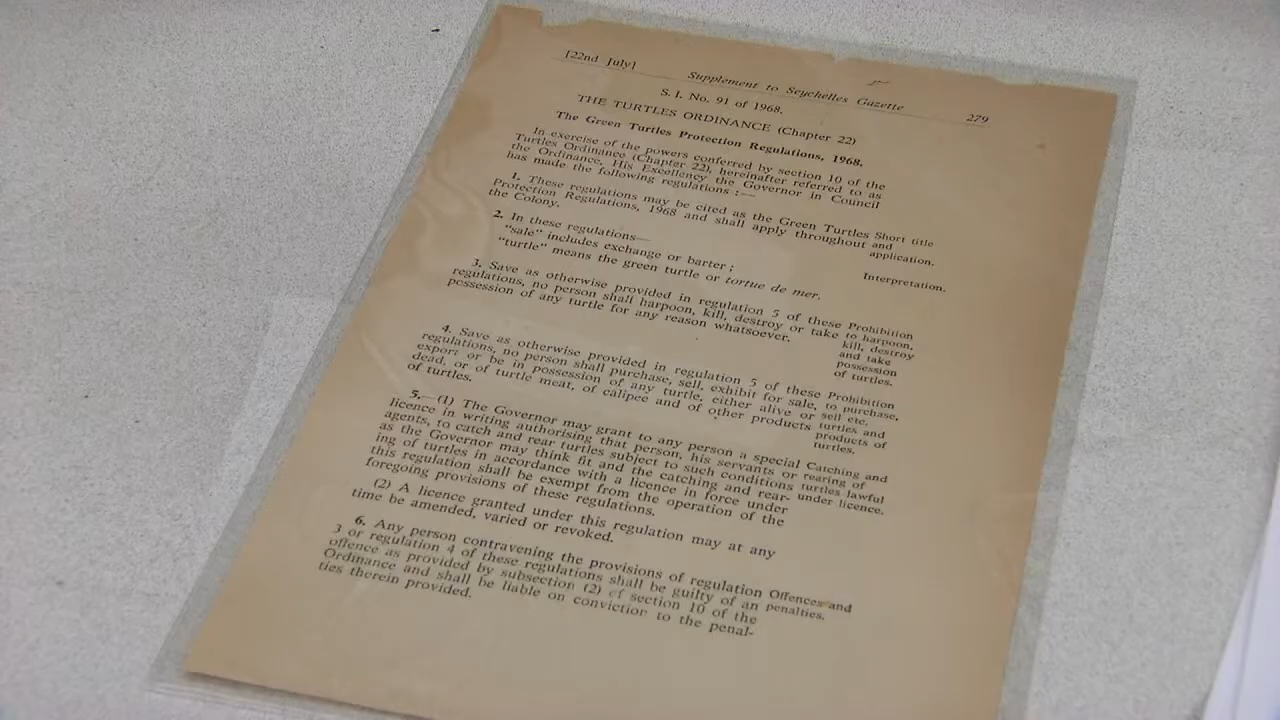 [22nd July] Supplement to Seychelles Gazette 279
S. I. No. 91 of 1968.
THE TURTLES ORDINANCE (Chapter 22)
The Green Turtles Protection Regulations, 1968.
In exercise of the powers conferred by section 10 of the
Turtles Ordinance (Chapter 22), hereinafter referred to as
the Ordinance, His Excellency the Governor in Council
has made the following regulations :—
1. These regulations may be cited as the Green Turtles
Protection Regulations, 1968 and shall apply throughout
the Colony.
Short title
and
application.
2. In these regulations—
"sale" includes exchange or barter ;
"turtle" means the green turtle or tortue de mer.
Interpretation.
3. Save as otherwise provided in regulation 5 of these
regulations, no person shall harpoon, kill, destroy or take
possession of any turtle for any reason whatsoever.
Prohibition
to harpoon,
kill, destroy
and take
possession
of turtles.
4. Save as otherwise provided in regulation 5 of these
regulations, no person shall purchase, sell, exhibit for sale,
export or be in possession of any turtle, either alive or
dead, or of turtle meat, of calipee and of other products
of turtles.
Prohibition
to purchase,
sell etc.
turtles and
products of
turtles.
5.—(1) The Governor may grant to any person a special
licence in writing authorising that person, his servants or
agents, to catch and rear turtles subject to such conditions
as the Governor may think fit and the catching and rear-
ing of turtles in accordance with a licence in force under
this regulation shall be exempt from the operation of the
foregoing provisions of these regulations.
Catching and
rearing of
turtles lawful
under licence.
(2) A licence granted under this regulation may at any
time be amended, varied or revoked.
6. Any person contravening the provisions of regulation
3 or regulation 4 of these regulations shall be guilty of an
offence as provided by subsection (2) of section 10 of the
Ordinance and shall be liable on conviction to the penal-
ties therein provided.
Offences and
penalties.